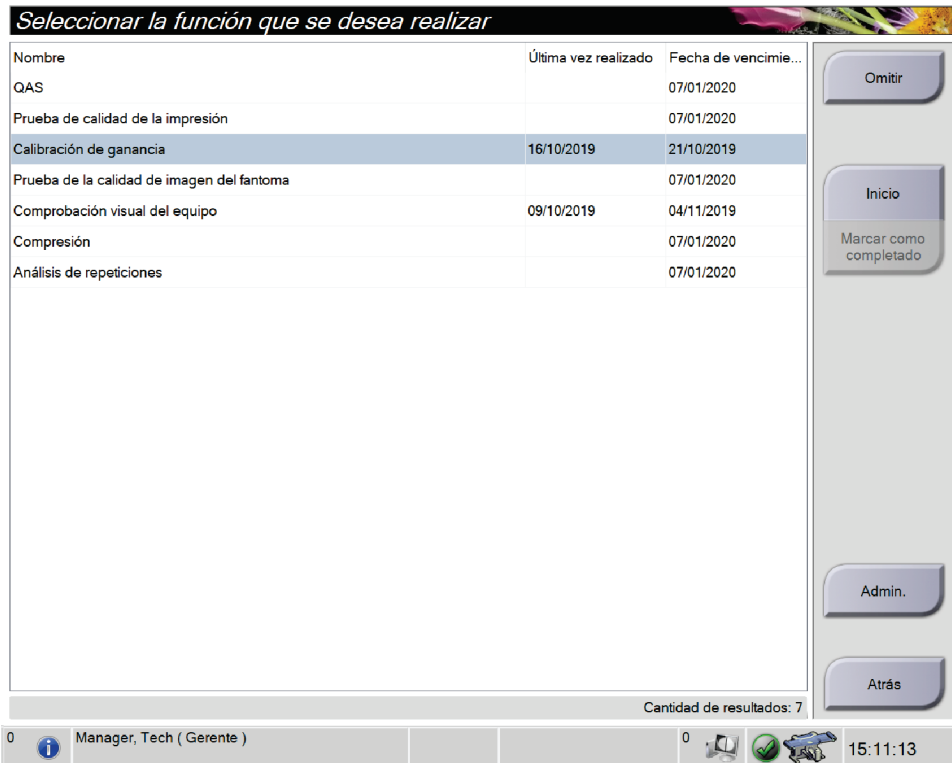 Seleccionar la función que se desea realizar
Nombre Última vez realizado Fecha de vencimie...
QAS 07/01/2020
Prueba de calidad de la impresión 07/01/2020
Calibración de ganancia 16/10/2019 21/10/2019
Prueba de la calidad de imagen del fantoma 07/01/2020
Comprobación visual del equipo 09/10/2019 04/11/2019
Compresión 07/01/2020
Análisis de repeticiones 07/01/2020
Cantidad de resultados: 7
Omitir
Inicio
Marcar como
completado
Admin.
Atrás
0 Manager, Tech ( Gerente ) 0 15:11:13